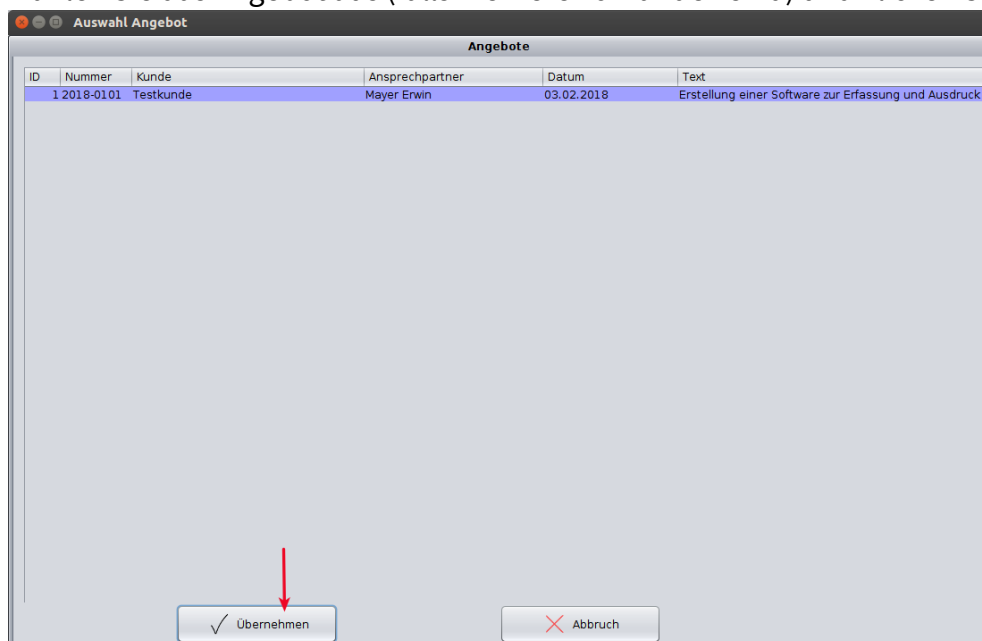 Auswahl Angebot
Angebote
ID Nummer Kunde Ansprechpartner Datum Text
1 2018-0101 Testkunde Mayer Erwin 03.02.2018 Erstellung einer Software zur Erfassung und Ausdruck
Übernehmen Abbruch